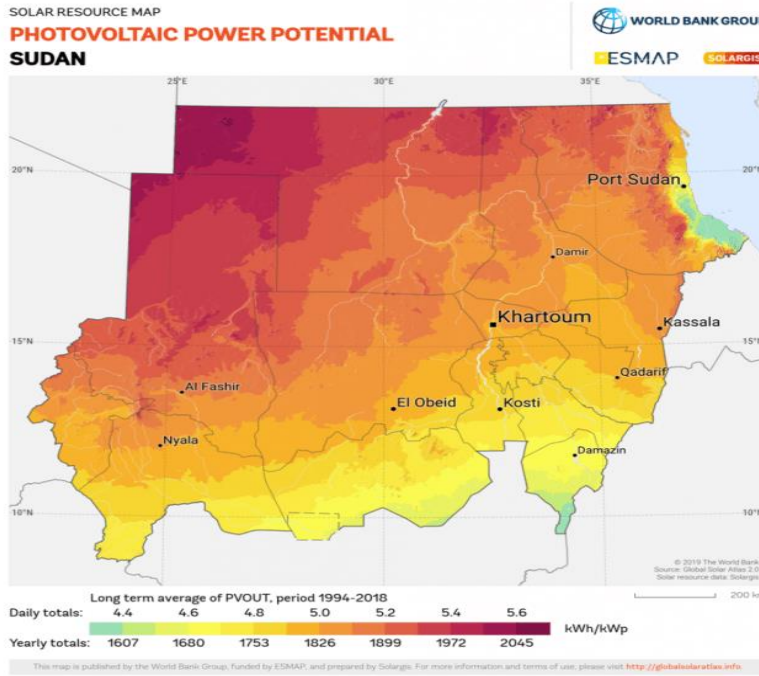 SOLAR RESOURCE MAP
PHOTOVOLTAIC POWER POTENTIAL
SUDAN
WORLD BANK GROUP
ESMAP SOLARGIS
25°E 30°E 35°E
20°N 20°N
Port Sudan
Damir
Khartoum
Kassala
15°N 15°N
Qadarif
Al Fashir
El Obeid Kosti
Nyala
Damazin
10°N 10°N
© 2019 The World Bank
Source: Global Solar Atlas 2.0
Solar resource data: Solargis
200 km
Long term average of PVOUT, period 1994-2018
Daily totals: 4.4 4.6 4.8 5.0 5.2 5.4 5.6
kWh/kWp
Yearly totals: 1607 1680 1753 1826 1899 1972 2045
This map is published by the World Bank Group, funded by ESMAP, and prepared by Solargis. For more information and terms of use, please visit http://globalsolaratlas.info.